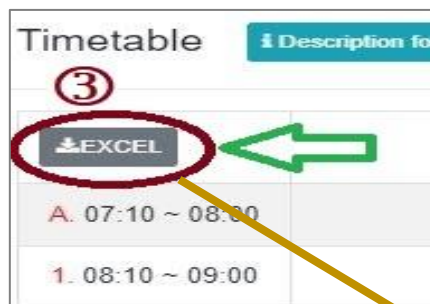 Timetable i Description fo
③
EXCEL
A. 07:10 ~ 08:00
1. 08:10 ~ 09:00